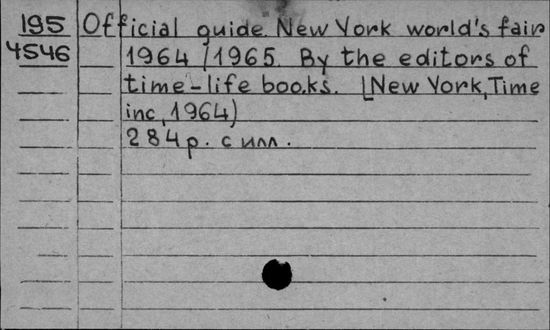 195 Official guide New York world's fair
4546 1964/1965. By the editors of
time-life books. [New York, Time
inc, 1964)
284 p. с илл.